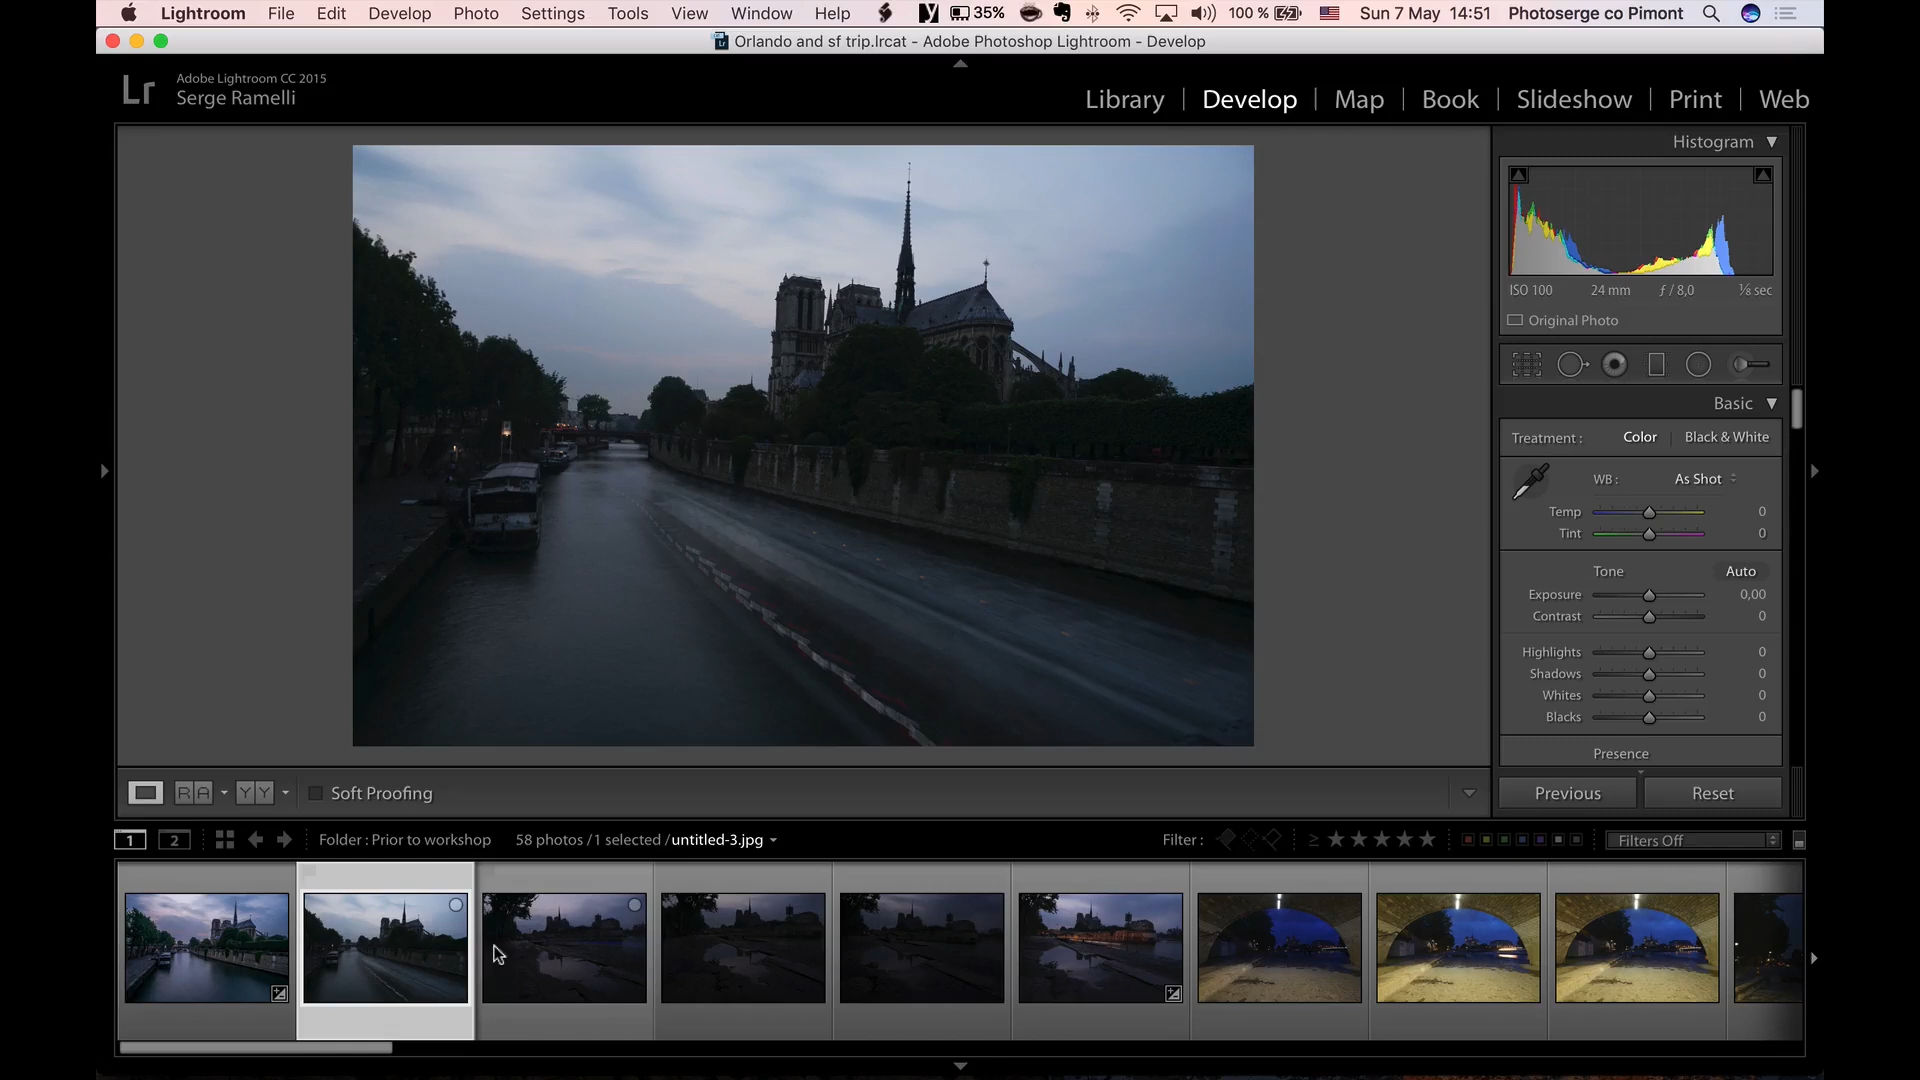 Lightroom File Edit Develop Photo Settings Tools View Window Help 35% 100 % Sun 7 May 14:51 Photoserge co Pimont
Orlando and sf trip.lrcat - Adobe Photoshop Lightroom - Develop
Lr Adobe Lightroom CC 2015
Serge Ramelli
Library | Develop | Map | Book | Slideshow | Print | Web
Histogram
ISO 100 24 mm ƒ / 8,0 ⅛ sec
Original Photo
Basic
Treatment : Color Black & White
WB : As Shot
Temp 0
Tint 0
Tone Auto
Exposure 0,00
Contrast 0
Highlights 0
Shadows 0
Whites 0
Blacks 0
Presence
Previous Reset
R A Y Y Soft Proofing
1 2 Folder : Prior to workshop 58 photos /1 selected /untitled-3.jpg Filter : ≥ ★ ★ ★ ★ ★ Filters Off